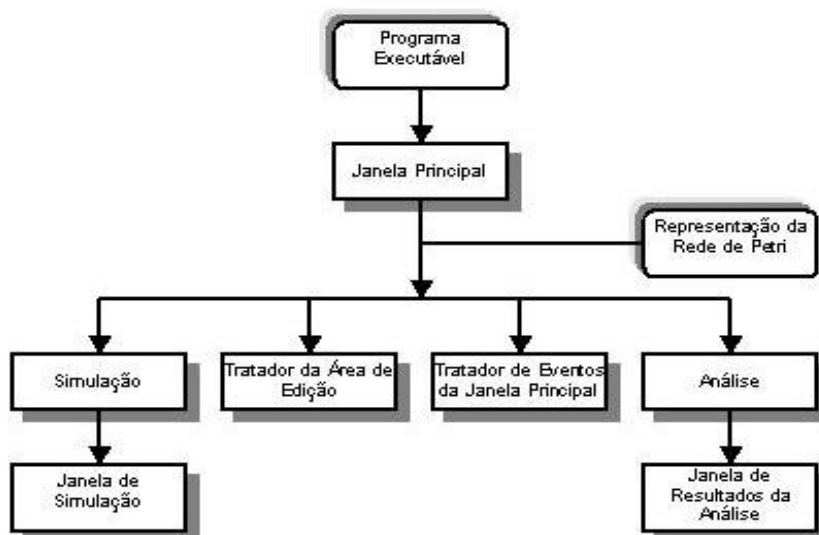 Programa
Executável
Janela Principal
Representação da
Rede de Petri
Simulação
Tratador da Área de
Edição
Tratador de Eventos
da Janela Principal
Análise
Janela de
Simulação
Janela de
Resultados da
Análise